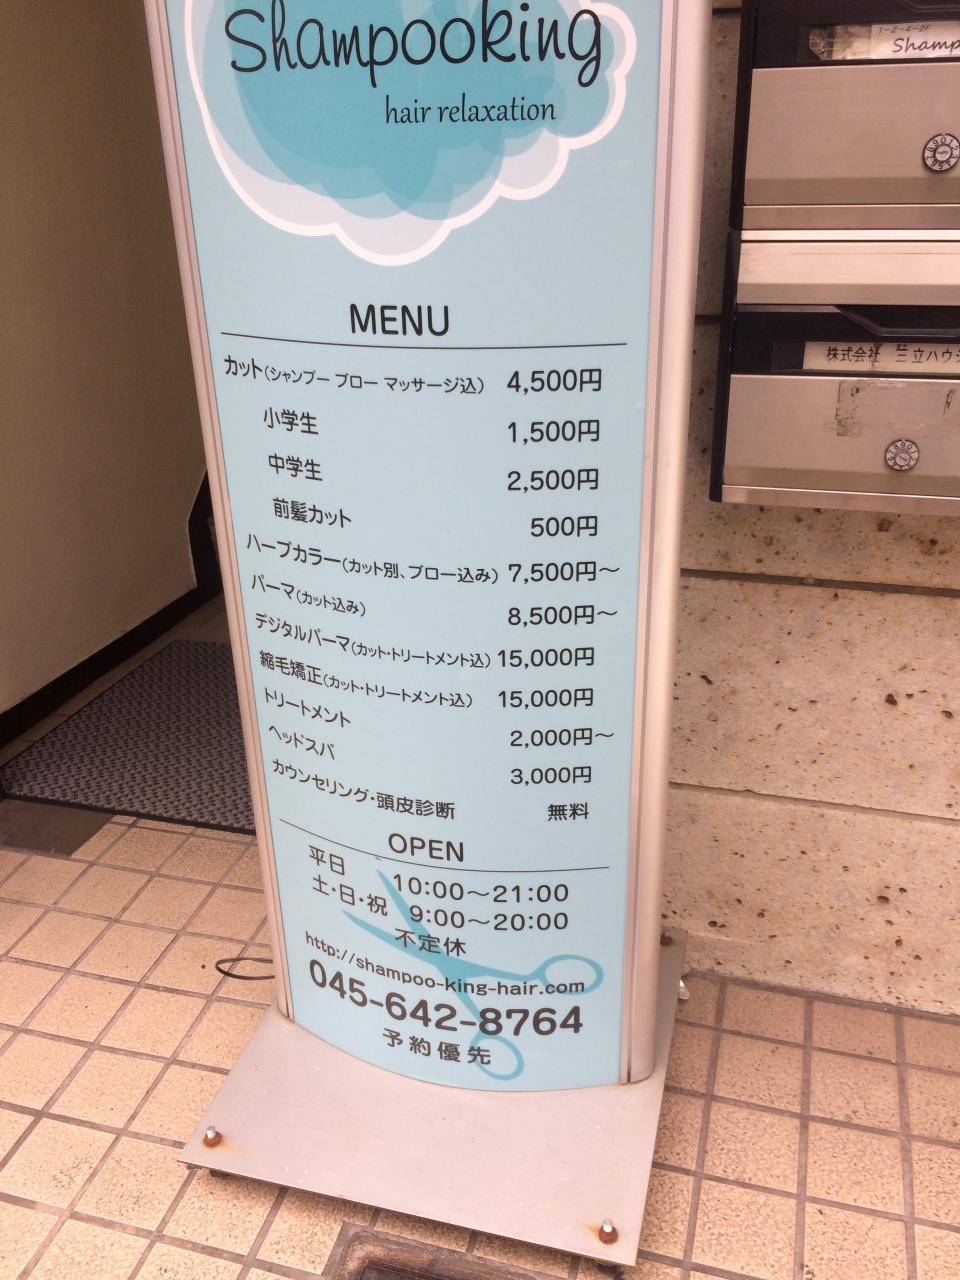 Shampooking
hair relaxation
MENU
カット(シャンプー ブロー マッサージ込) 4,500円
小学生 1,500円
中学生 2,500円
前髪カット 500円
ハーブカラー(カット別、ブロー込み) 7,500円～
パーマ(カット込み) 8,500円～
デジタルパーマ(カット・トリートメント込) 15,000円
縮毛矯正(カット・トリートメント込) 15,000円
トリートメント 2,000円～
ヘッドスパ 3,000円
カウンセリング・頭皮診断 無料
OPEN
平日 10:00～21:00
土・日・祝 9:00～20:00
不定休
http://shampoo-king-hair.com
045-642-8764
予約優先
1-2-4-2F
Shamp
株式会社 三立ハウジ